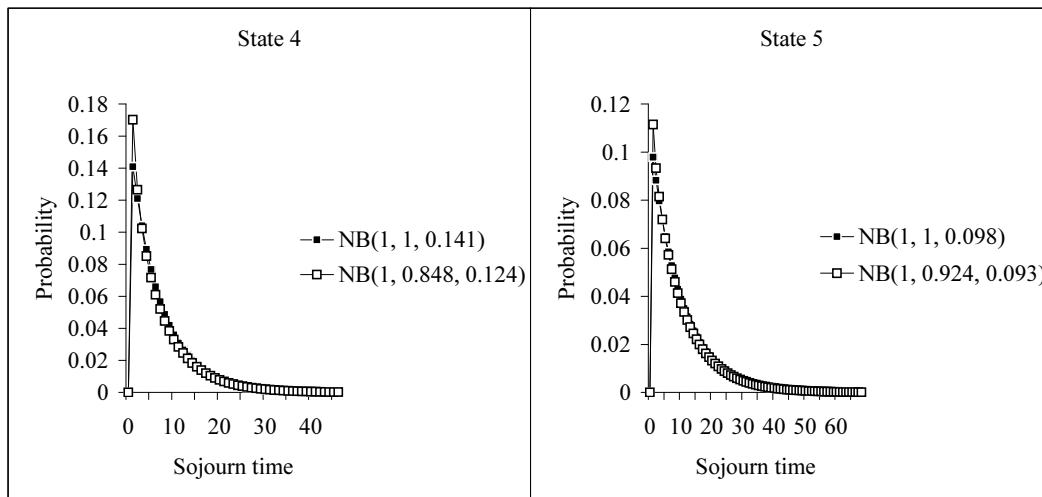 State 4
0.18
0.16
0.14
0.12
0.1
0.08
0.06
0.04
0.02
0
Probability
0 10 20 30 40
Sojourn time
NB(1, 1, 0.141)
NB(1, 0.848, 0.124)
State 5
0.12
0.1
0.08
0.06
0.04
0.02
0
Probability
0 10 20 30 40 50 60
Sojourn time
NB(1, 1, 0.098)
NB(1, 0.924, 0.093)